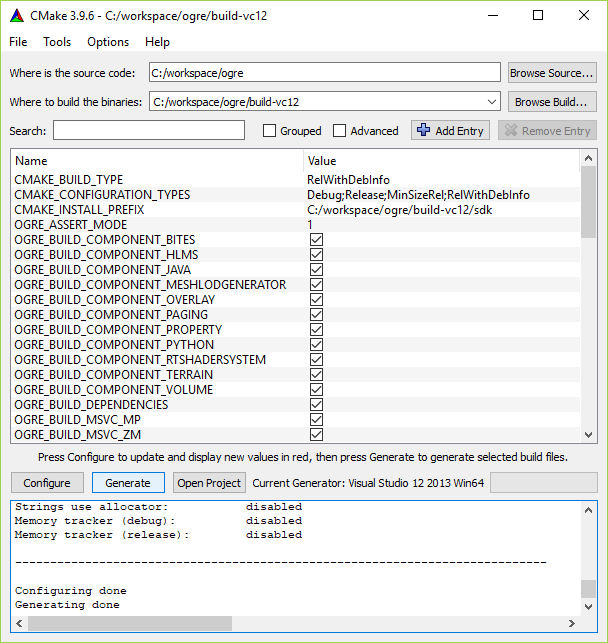 CMake 3.9.6 - C:/workspace/ogre/build-vc12
File Tools Options Help
Where is the source code: C:/workspace/ogre Browse Source...
Where to build the binaries: C:/workspace/ogre/build-vc12 Browse Build...
Search: Grouped Advanced Add Entry Remove Entry
Name Value
CMAKE_BUILD_TYPE RelWithDebInfo
CMAKE_CONFIGURATION_TYPES Debug;Release;MinSizeRel;RelWithDebInfo
CMAKE_INSTALL_PREFIX C:/workspace/ogre/build-vc12/sdk
OGRE_ASSERT_MODE 1
OGRE_BUILD_COMPONENT_BITES
OGRE_BUILD_COMPONENT_HLMS
OGRE_BUILD_COMPONENT_JAVA
OGRE_BUILD_COMPONENT_MESHLODGENERATOR
OGRE_BUILD_COMPONENT_OVERLAY
OGRE_BUILD_COMPONENT_PAGING
OGRE_BUILD_COMPONENT_PROPERTY
OGRE_BUILD_COMPONENT_PYTHON
OGRE_BUILD_COMPONENT_RTSHADERSYSTEM
OGRE_BUILD_COMPONENT_TERRAIN
OGRE_BUILD_COMPONENT_VOLUME
OGRE_BUILD_DEPENDENCIES
OGRE_BUILD_MSVC_MP
OGRE_BUILD_MSVC_ZM
Press Configure to update and display new values in red, then press Generate to generate selected build files.
Configure Generate Open Project Current Generator: Visual Studio 12 2013 Win64
Strings use allocator: disabled
Memory tracker (debug): disabled
Memory tracker (release): disabled
----------------------------------------------------------------------------
Configuring done
Generating done